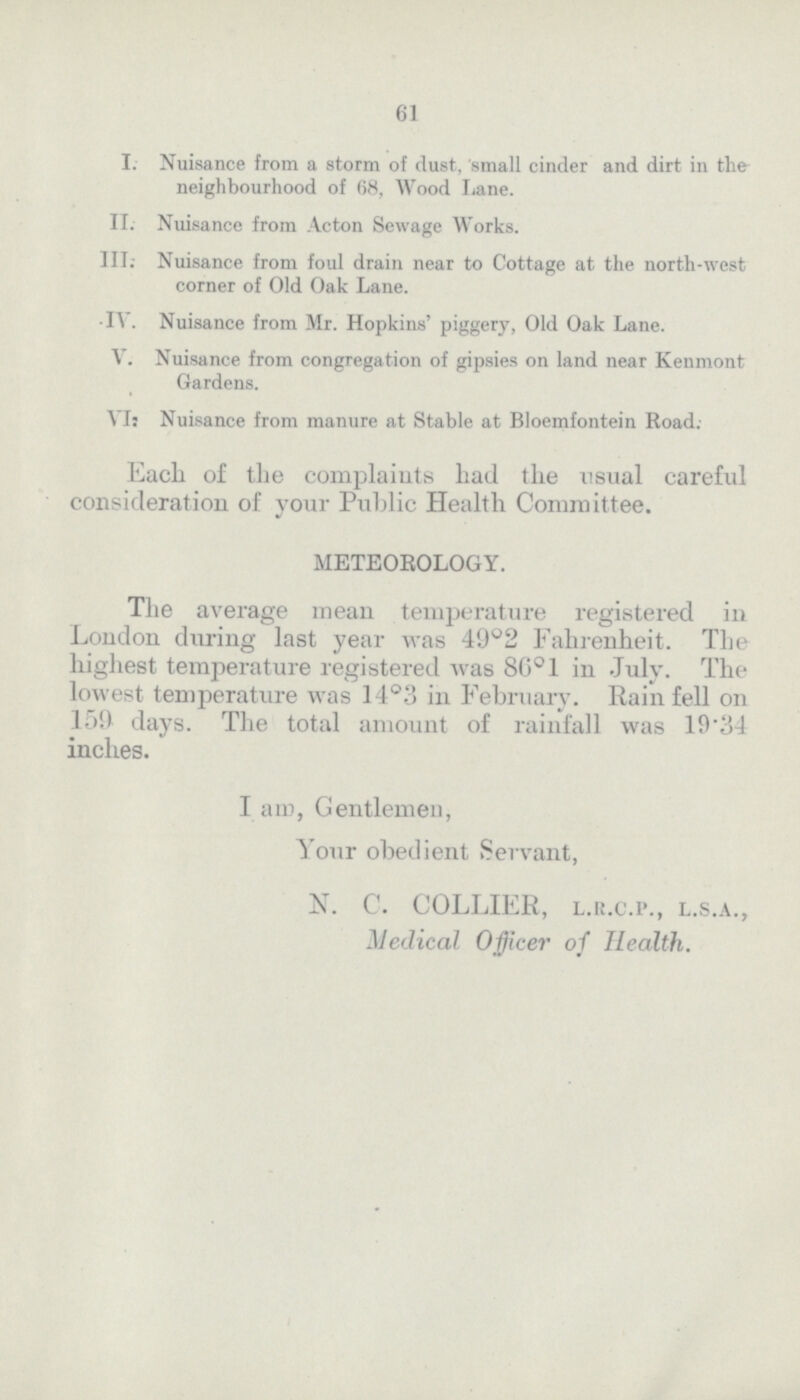 61
I. Nuisance from a storm of dust, small cinder and dirt in the
neighbourhood of 68, Wood Lane.
II. Nuisance from Acton Sewage Works.
III. Nuisance from foul drain near to Cottage at the north-west
corner of Old Oak Lane.
IV. Nuisance from Mr. Hopkins' piggery, Old Oak Lane.
V. Nuisance from congregation of gipsies on land near Kenmont
Gardens.
VI: Nuisance from manure at Stable at Bloemfontein Road.
Each of the complaints had the usual careful
consideration of your Public Health Committee.
METEOROLOGY.
The average mean temperature registered in
London during last year was 49°2 Fahrenheit. The
highest temperature registered was 86°1 in July. The
lowest temperature was 14°3 in February. Rain fell on
159 days. The total amount of rainfall was 19·34
inches.
I am, Gentlemen,
Your obedient Servant,
N. C. COLLIER, L.R.C.P., L.S.A.,
Medical Officer of Health.